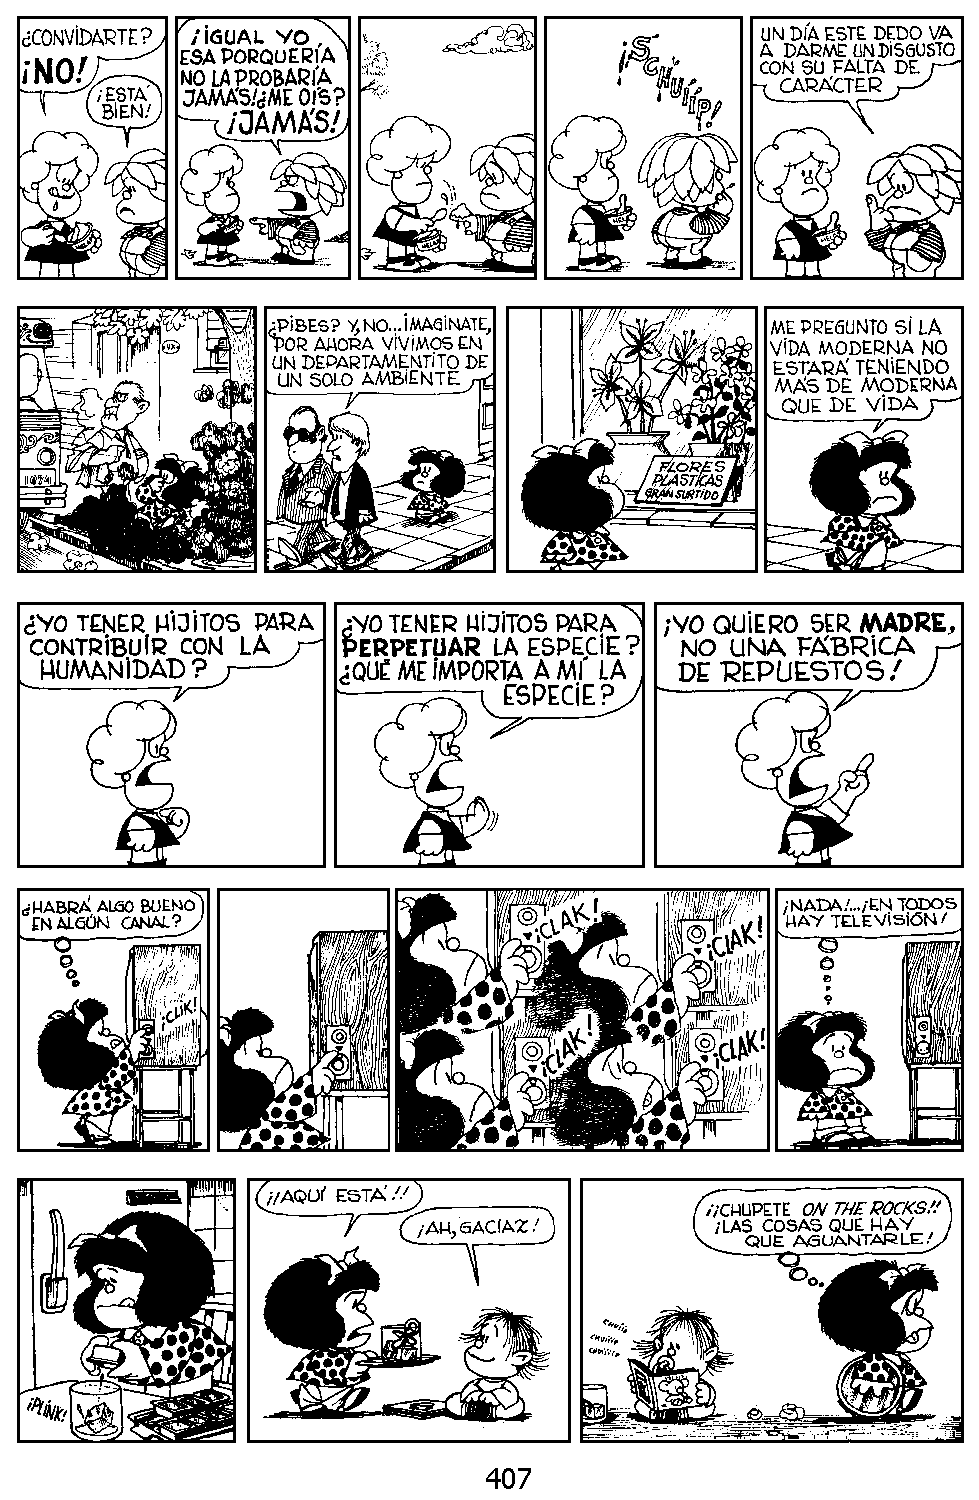 ¿CONVIDARTE?
¡NO!
¡ESTÁ
BIEN!
¡IGUAL YO
ESA PORQUERÍA
NO LA PROBARÍA
JAMÁS! ¿ME OIS?
¡JAMÁS!
¡SCHUIIP!
UN DÍA ESTE DEDO VA
A DARME UN DISGUSTO
CON SU FALTA DE
CARÁCTER
¿PIBES? Y, NO... IMAGINATE,
POR AHORA VIVIMOS EN
UN DEPARTAMENTITO DE
UN SOLO AMBIENTE
FLORES
PLÁSTICAS
GRAN SURTIDO
ME PREGUNTO SI LA
VIDA MODERNA NO
ESTARÁ TENIENDO
MÁS DE MODERNA
QUE DE VIDA
¿YO TENER HIJITOS PARA
CONTRIBUIR CON LA
HUMANIDAD?
¿YO TENER HIJITOS PARA
PERPETUAR LA ESPECIE?
¿QUÉ ME IMPORTA A MÍ LA
ESPECIE?
¡YO QUIERO SER MADRE,
NO UNA FÁBRICA
DE REPUESTOS!
¿HABRÁ ALGO BUENO
EN ALGÚN CANAL?
¡CLIK!
¡CLAK!
¡CLAK!
¡CLAK!
¡CLAK!
¡NADA!...¡EN TODOS
HAY TELEVISIÓN!
¡PLINK!
¡¡AQUÍ ESTÁ!!
¡AH, GACIAZ!
CHUIIP
CHUIIP
CHUIIIP
¡¡CHUPETE ON THE ROCKS!!
¡LAS COSAS QUE HAY
QUE AGUANTARLE!
407